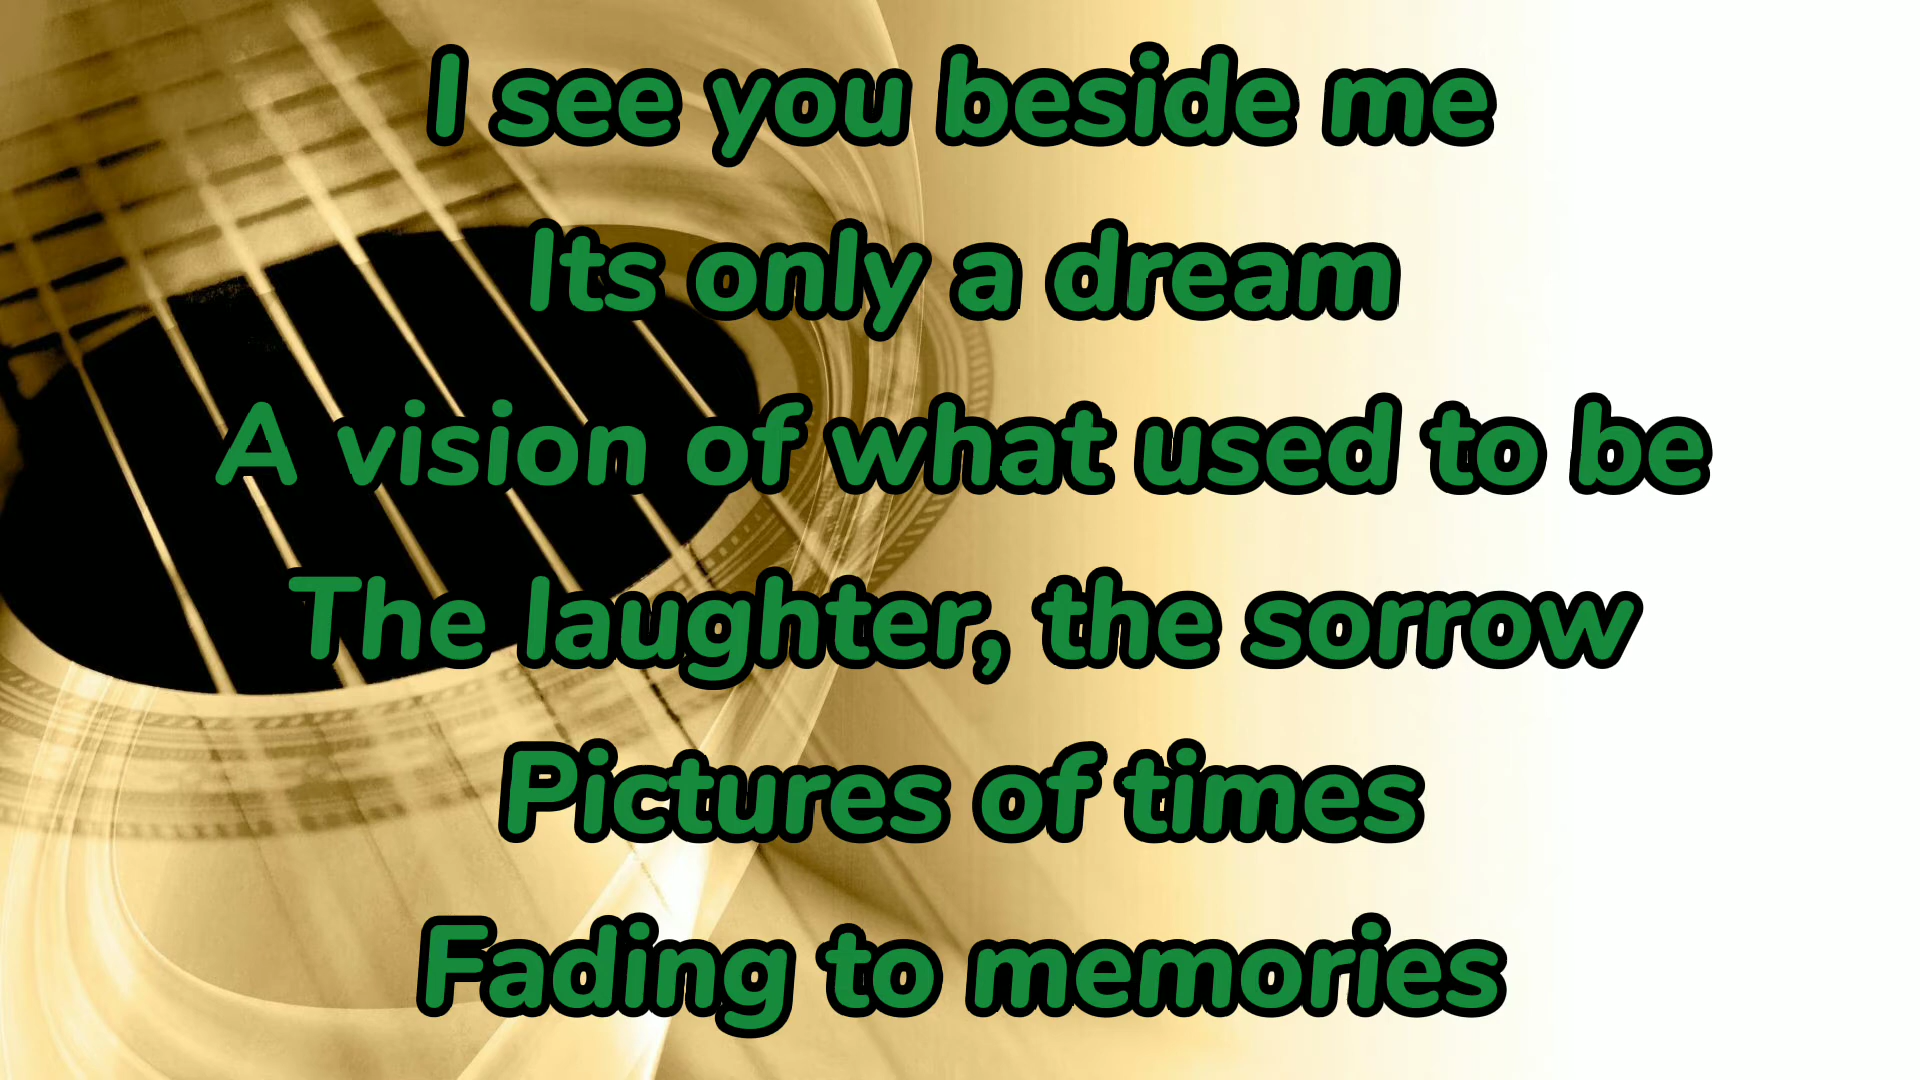 I see you beside me
Its only a dream
A vision of what used to be
The laughter, the sorrow
Pictures of times
Fading to memories